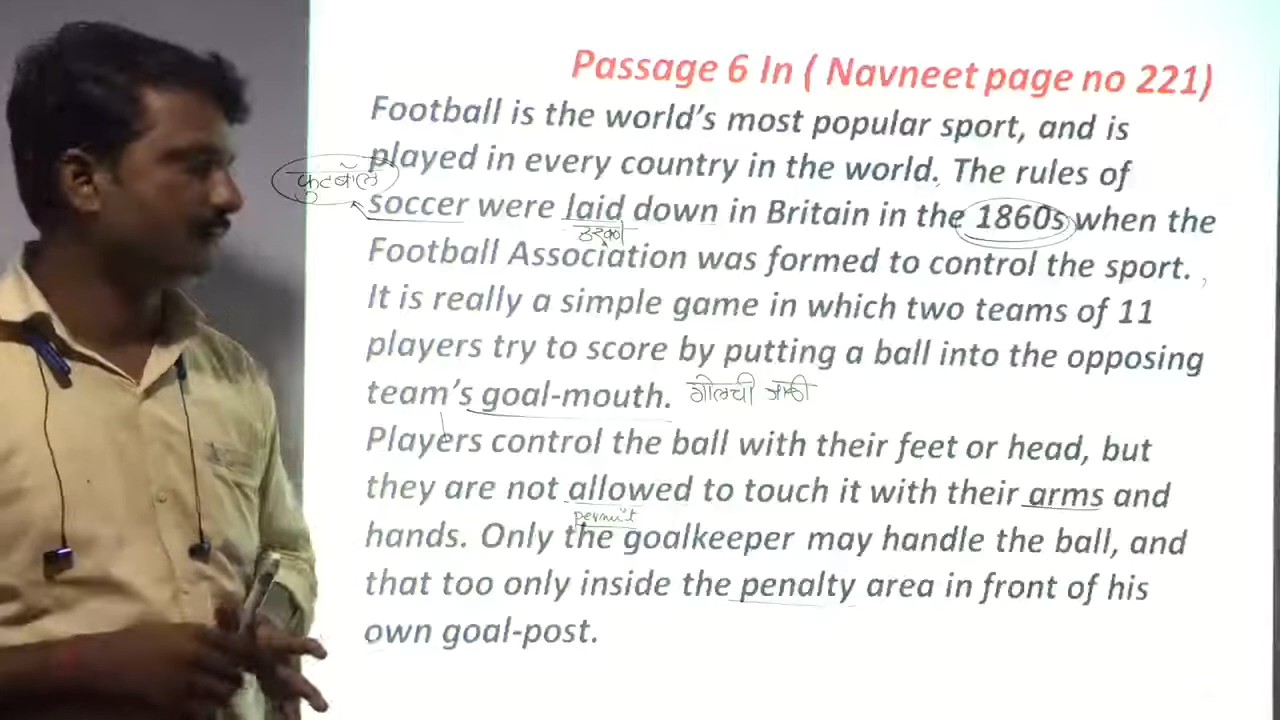 Passage 6 In ( Navneet page no 221)
Football is the world's most popular sport, and is
played in every country in the world. The rules of
फुटबॉल
soccer were laid down in Britain in the 1860s when the
Football Association was formed to control the sport.
It is really a simple game in which two teams of 11
players try to score by putting a ball into the opposing
team's goal-mouth. गोलची जाळी
Players control the ball with their feet or head, but
they are not allowed to touch it with their arms and
permit
hands. Only the goalkeeper may handle the ball, and
that too only inside the penalty area in front of his
own goal-post.